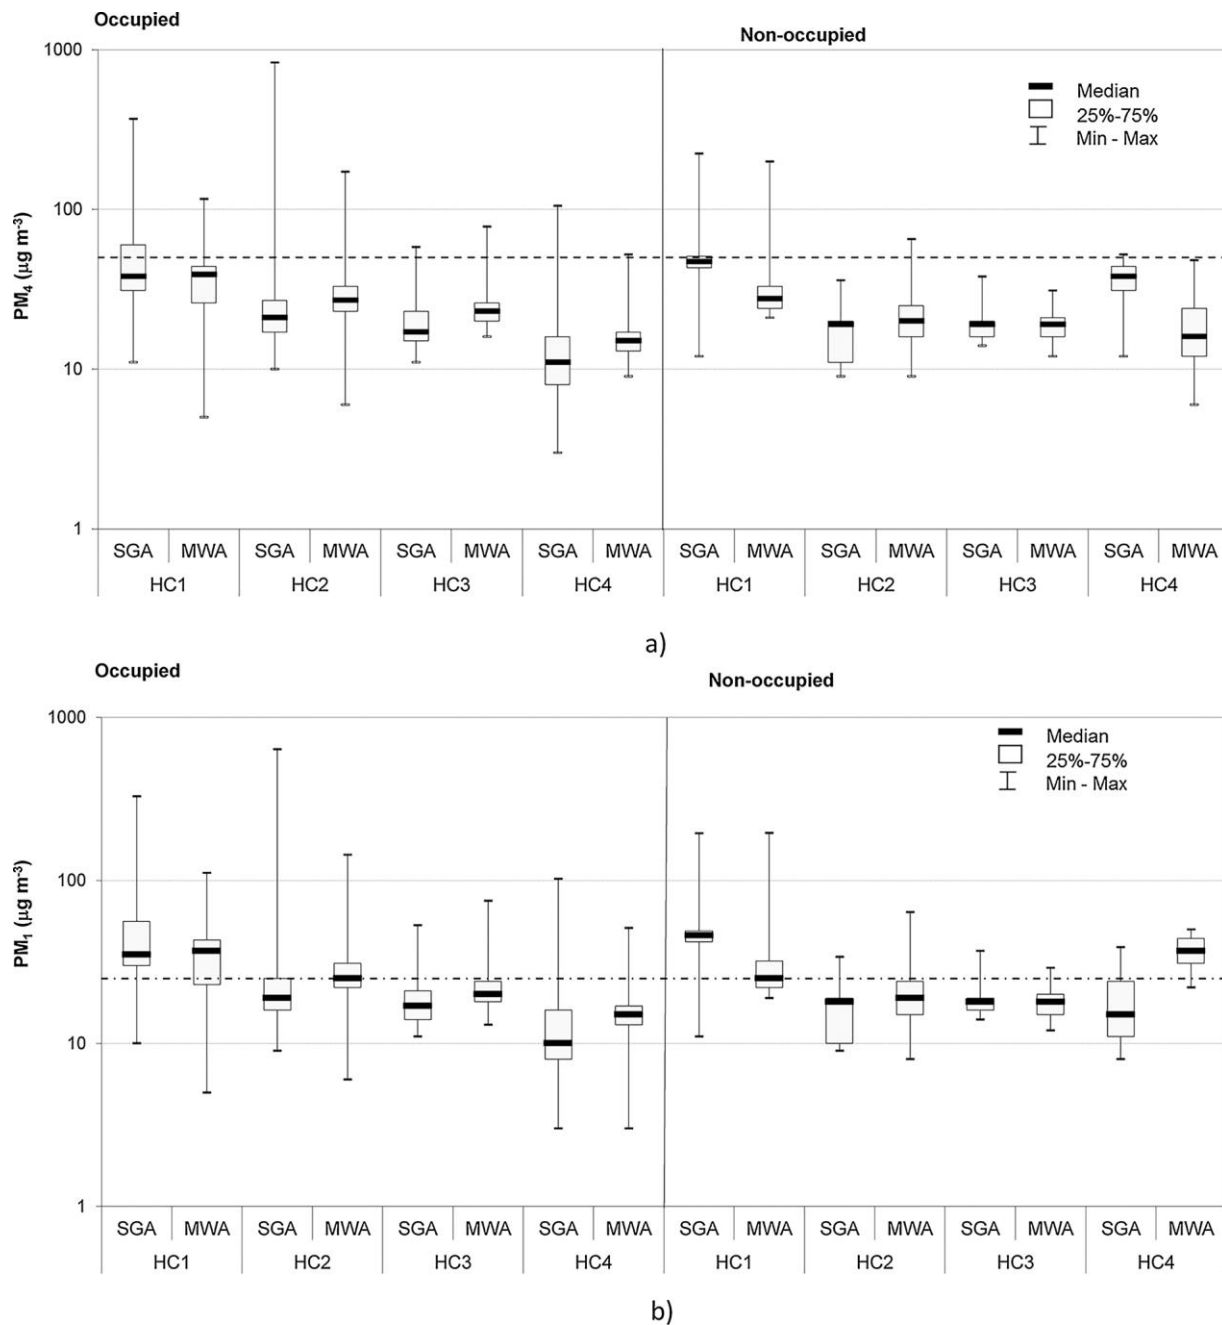 Occupied
Non-occupied
1000
100
10
1
PM4 (µg m-3)
Median
25%-75%
Min - Max
SGA MWA SGA MWA SGA MWA SGA MWA SGA MWA SGA MWA SGA MWA SGA MWA
HC1 HC2 HC3 HC4 HC1 HC2 HC3 HC4
a)
Occupied
Non-occupied
1000
100
10
1
PM1 (µg m-3)
Median
25%-75%
Min - Max
SGA MWA SGA MWA SGA MWA SGA MWA SGA MWA SGA MWA SGA MWA SGA MWA
HC1 HC2 HC3 HC4 HC1 HC2 HC3 HC4
b)